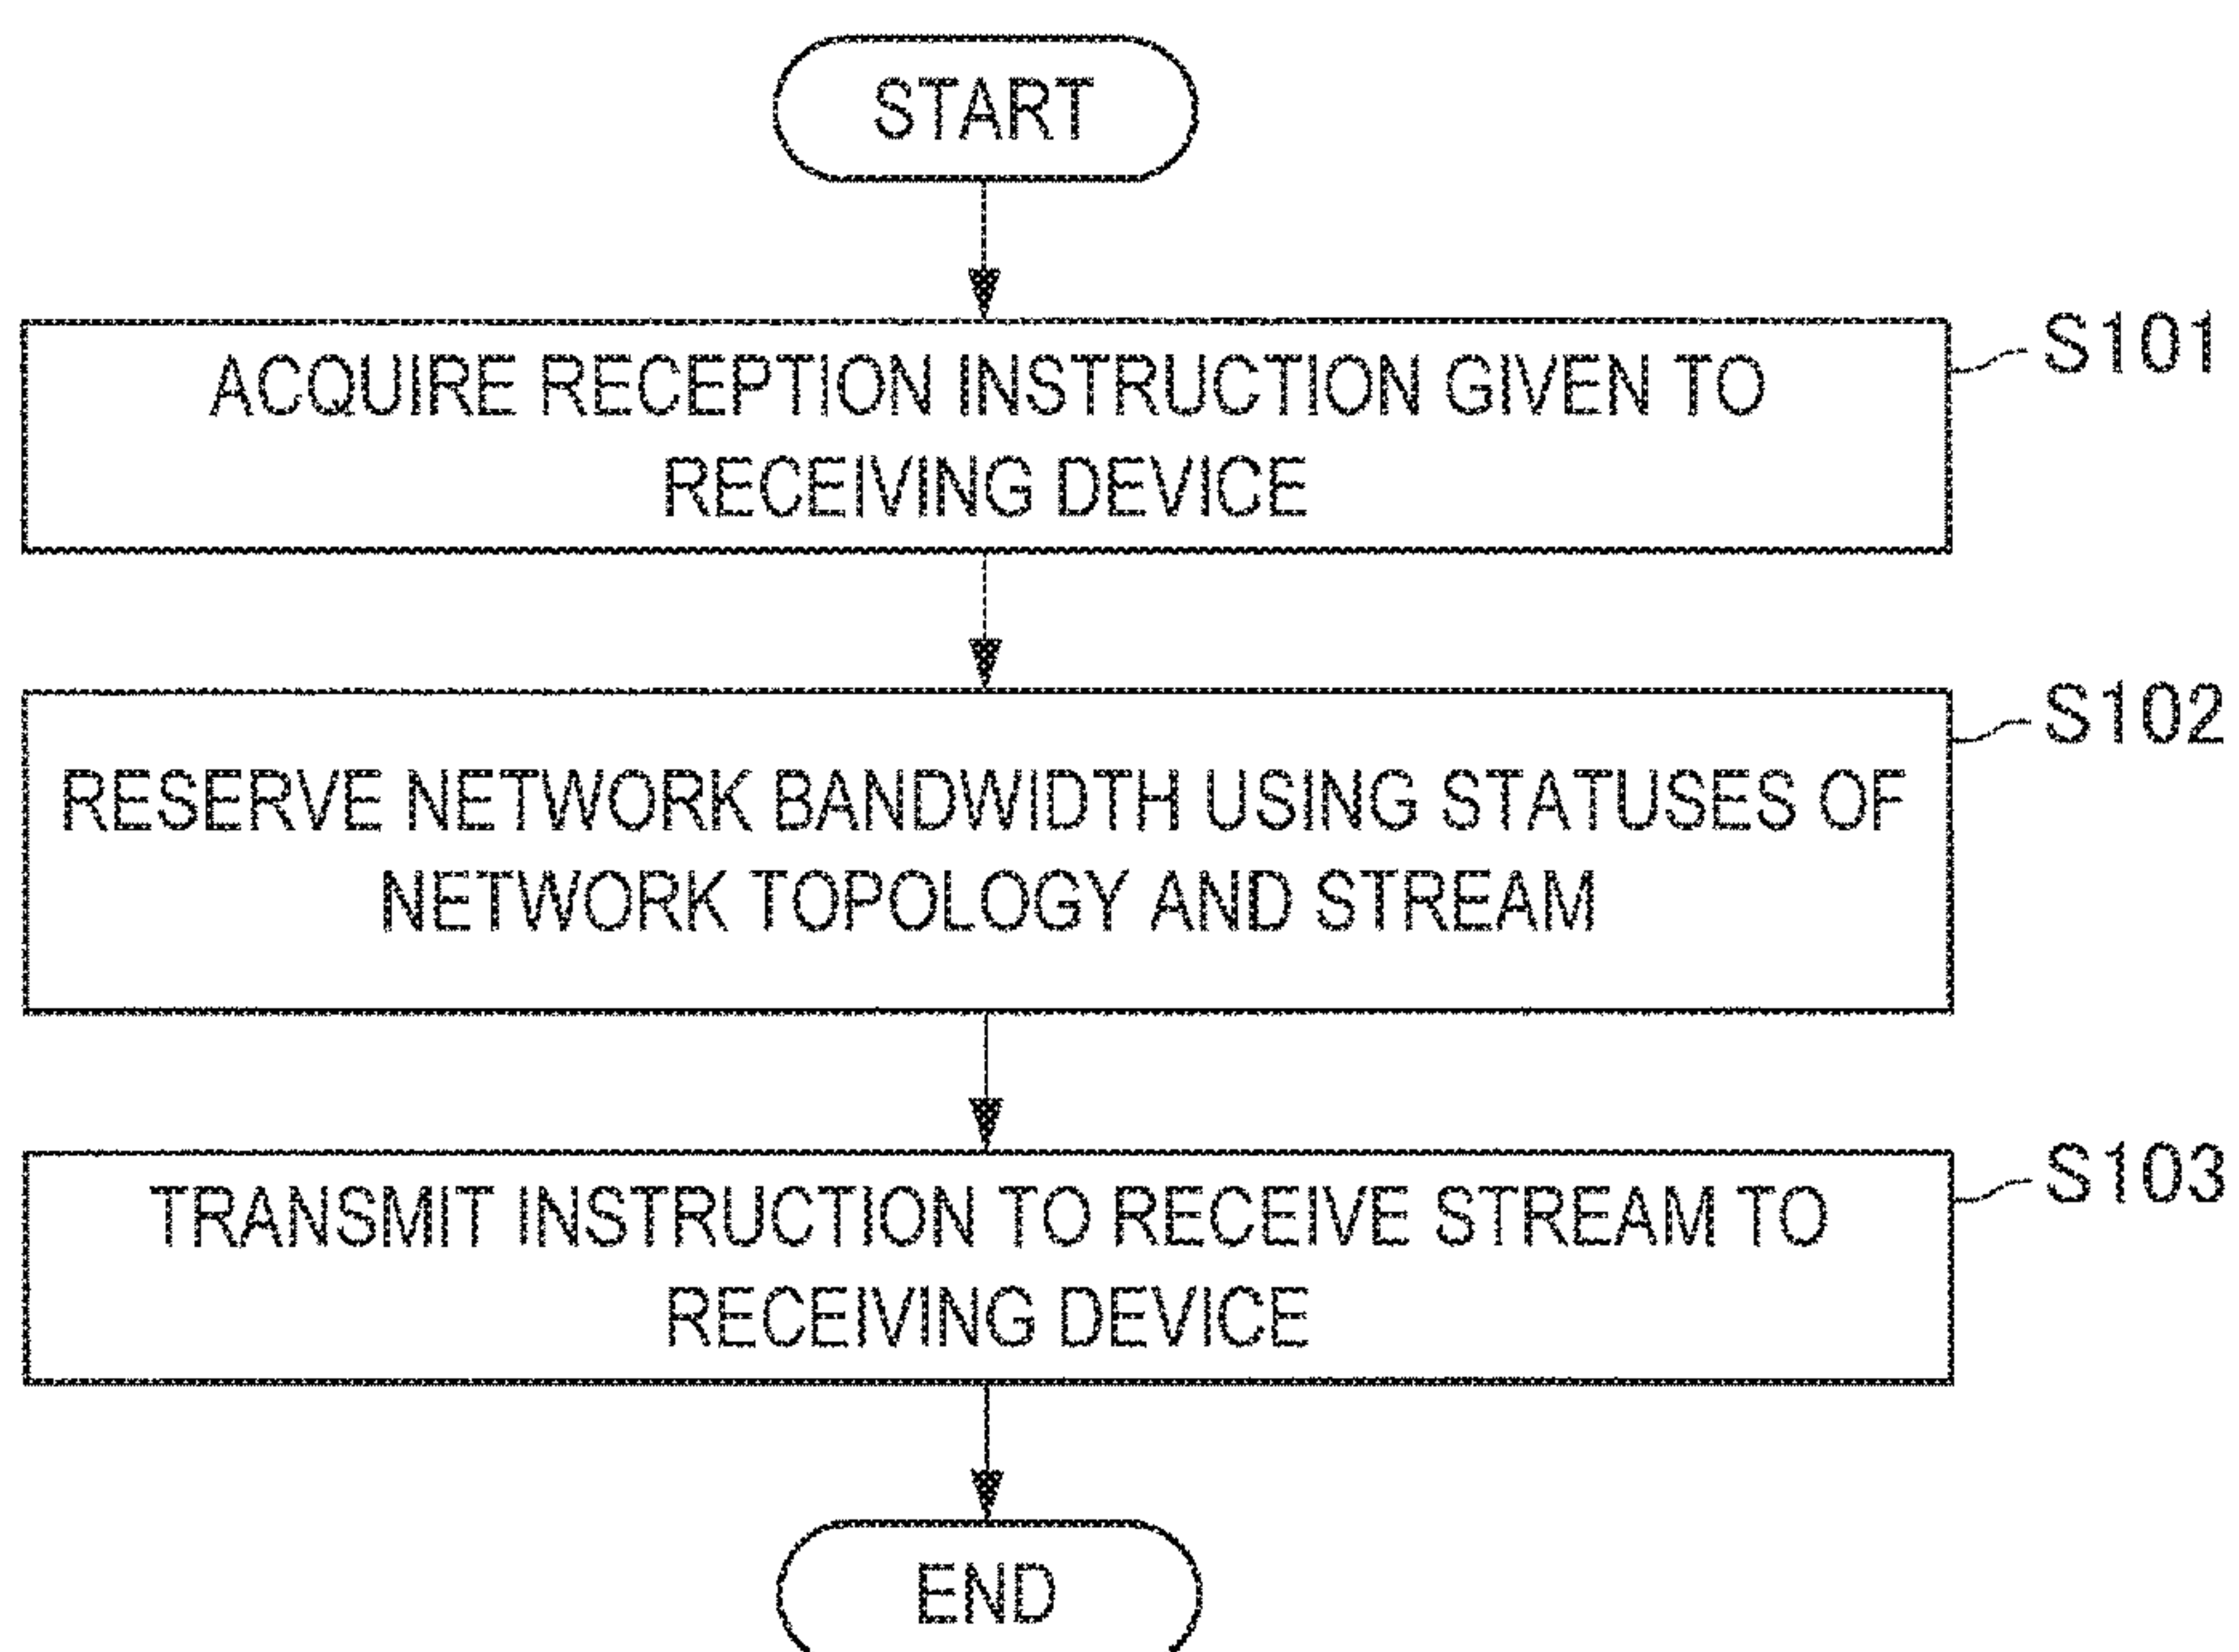 START
ACQUIRE RECEPTION INSTRUCTION GIVEN TO
RECEIVING DEVICE
S101
RESERVE NETWORK BANDWIDTH USING STATUSES OF
NETWORK TOPOLOGY AND STREAM
S102
TRANSMIT INSTRUCTION TO RECEIVE STREAM TO
RECEIVING DEVICE
S103
END